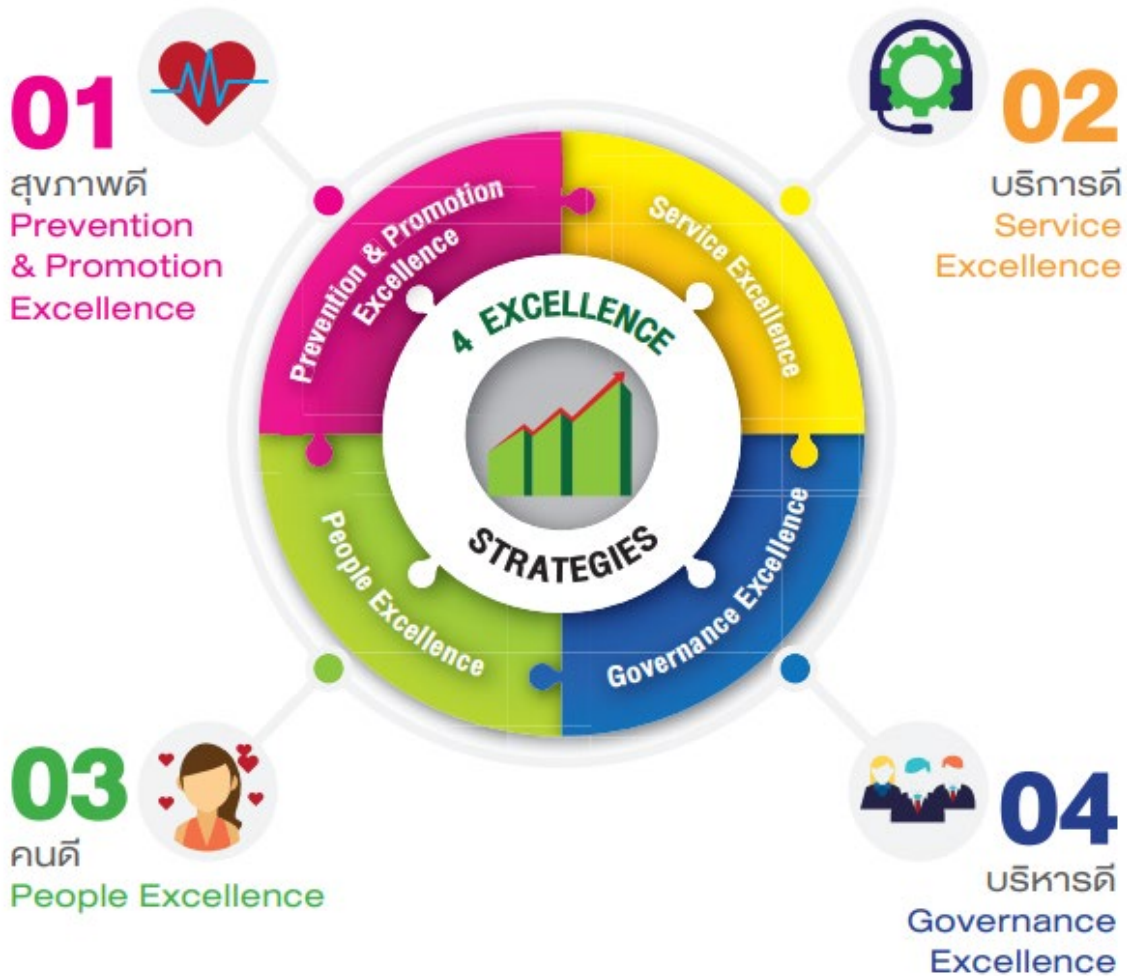 01
สุขภาพดี
Prevention
& Promotion
Excellence
02
บริการดี
Service
Excellence
Prevention & Promotion
Excellence
Service Excellence
4 EXCELLENCE
STRATEGIES
People Excellence
Governance Excellence
03
คนดี
People Excellence
04
บริหารดี
Governance
Excellence